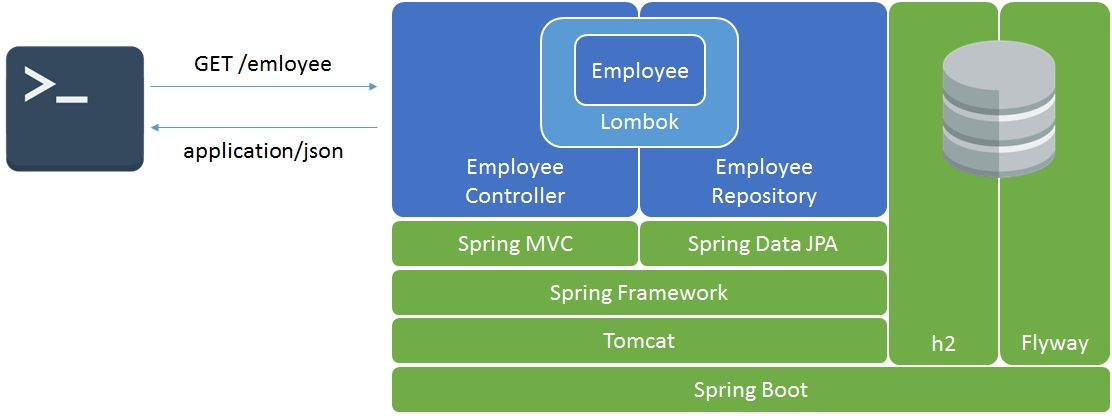 >_
GET /emloyee
application/json
Employee
Lombok
Employee
Controller
Employee
Repository
Spring MVC
Spring Data JPA
Spring Framework
Tomcat
h2
Flyway
Spring Boot